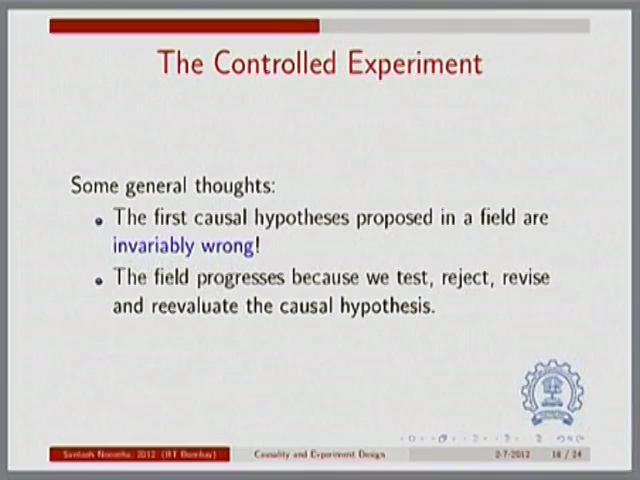 The Controlled Experiment
Some general thoughts:
The first causal hypotheses proposed in a field are
invariably wrong!
The field progresses because we test, reject, revise
and reevaluate the causal hypothesis.
Santosh Noronha, 2012 (IIT Bombay) Causality and Experiment Design 2-7-2012 16 / 24